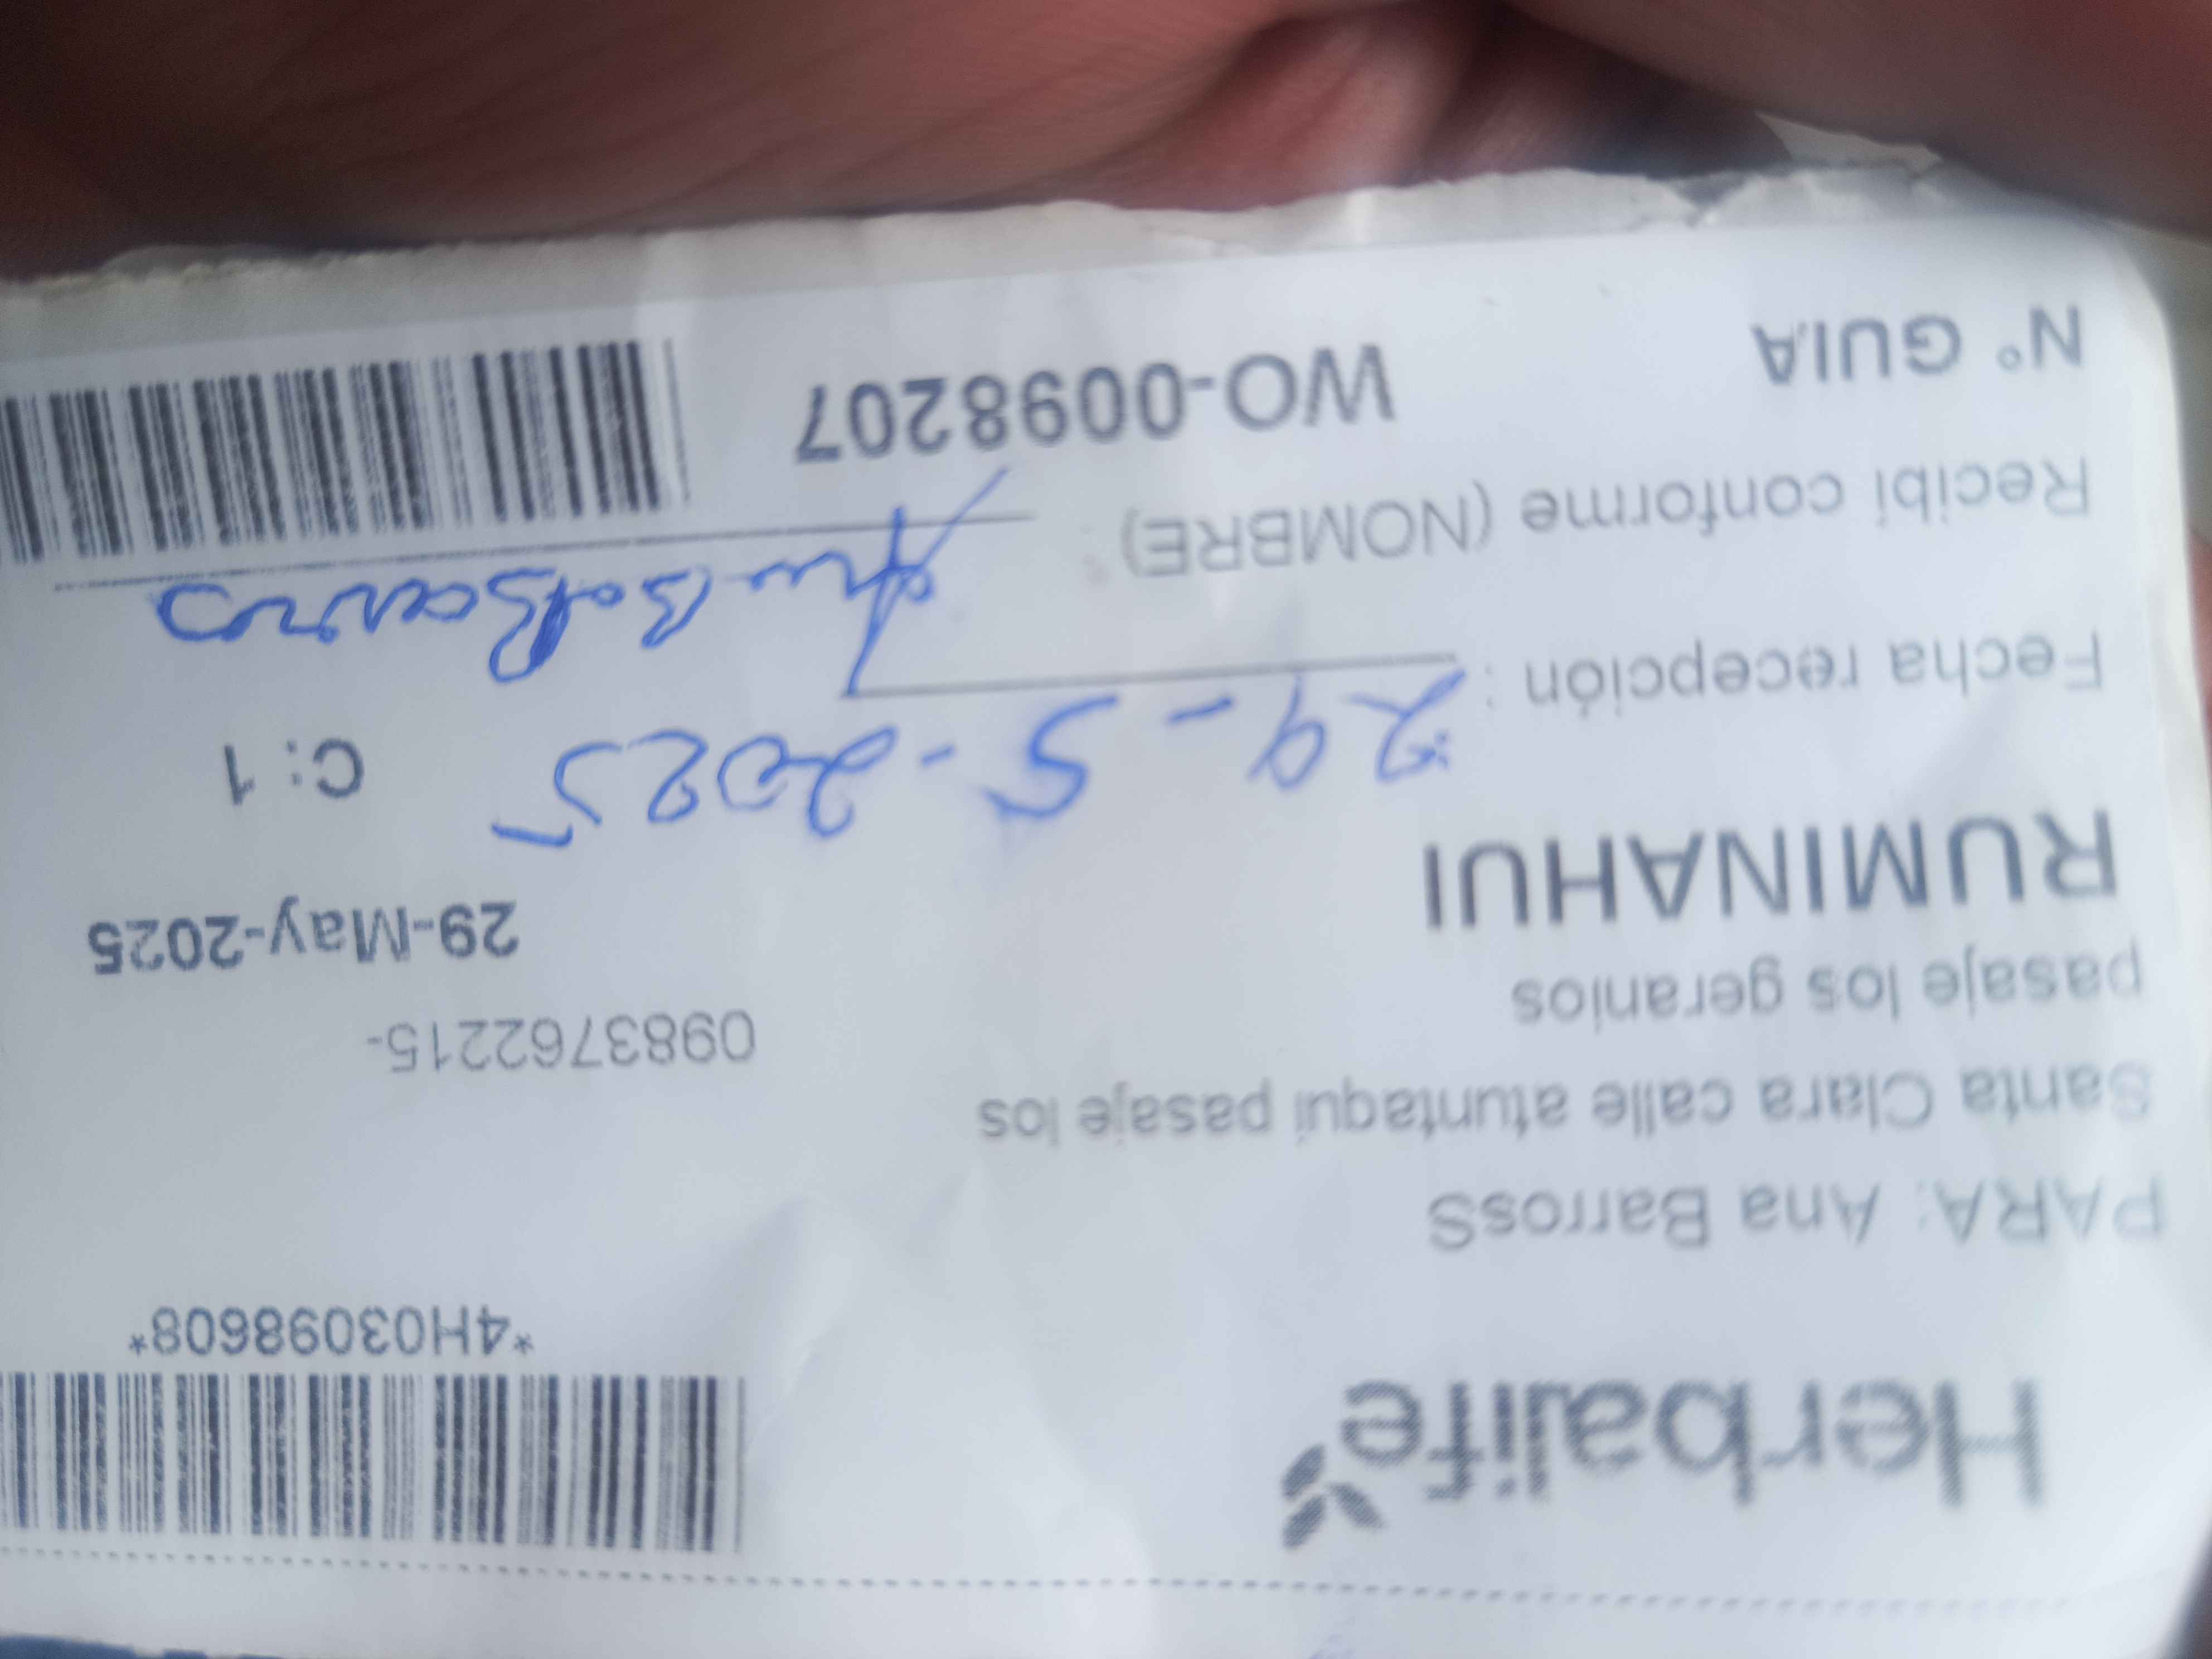 Herbalife
*4H03098608*
PARA: Ana BarrosS
Santa Clara calle atuntaqui pasaje los
pasaje los geranios
0983762215-
RUMINAHUI
29-May-2025
C: 1
Fecha recepción : 29-5-2025
Recibí conforme (NOMBRE) Barros
N° GUIA WO-0098207